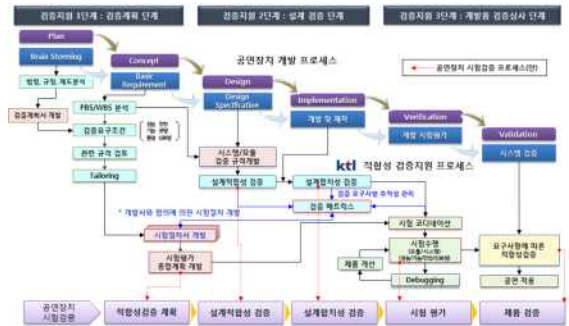 검증지원 1단계 : 검증계획 단계
검증지원 2단계 : 설계 검증 단계
검증지원 3단계 : 개발품 검증심사 단계
Plan
Brain Storming
공연장치 개발 프로세스
Concept
Basic
Requirement
Design
Design
Specification
Implementation
개발 및 제작
Verification
개발 시험평가
Validation
시스템 검증
공연장치 시험검증 프로세스(안)
법령, 규정, 제도분석
검증계획서 개발
PBS/WBS 분석
검증요구조건
관련 규격 검토
Tailoring
시스템/모듈
검증 규격개발
kti 적합성 검증지원 프로세스
설계적합성 검증
설계합치성 검증
검증 요구사항 추적성 관리
검증 매트릭스
* 개발사와 협의에 의한 시험절차 개발
시험절차서 개발
시험평가
종합계획 개발
시험 코디네이션
시험수행
제품 개선
Debugging
요구사항에 따른
적합성검증
공연 적용
공연장치
시험검증
적합성검증 계획
설계적합성 검증
설계합치성 검증
시험 평가
제품 검증